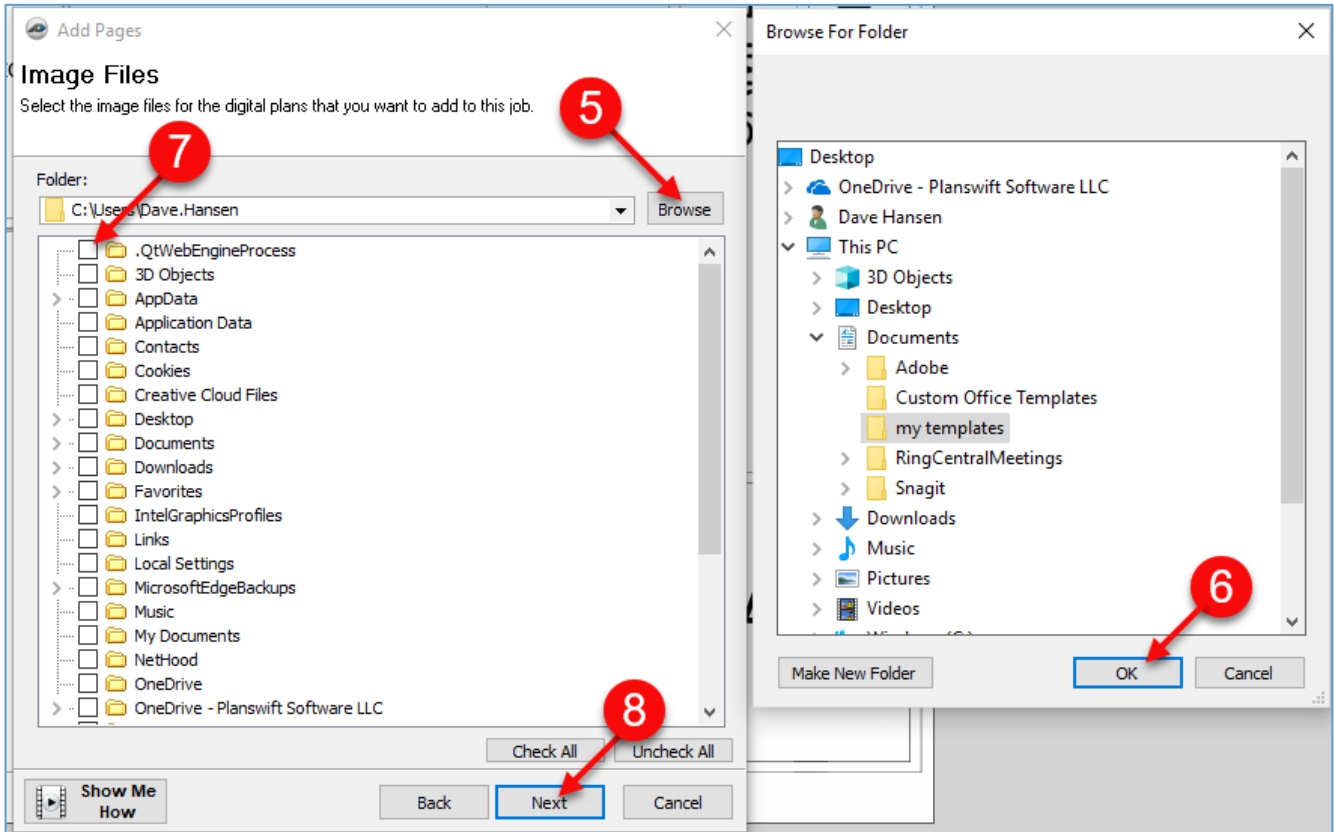 Add Pages
Image Files
Select the image files for the digital plans that you want to add to this job.
5
7
Folder:
C:\Users\Dave.Hansen
Browse
.QtWebEngineProcess
3D Objects
AppData
Application Data
Contacts
Cookies
Creative Cloud Files
Desktop
Documents
Downloads
Favorites
IntelGraphicsProfiles
Links
Local Settings
MicrosoftEdgeBackups
Music
My Documents
NetHood
OneDrive
OneDrive - Planswift Software LLC
8
Check All Uncheck All
Show Me
How
Back Next Cancel
Browse For Folder
Desktop
OneDrive - Planswift Software LLC
Dave Hansen
This PC
3D Objects
Desktop
Documents
Adobe
Custom Office Templates
my templates
RingCentralMeetings
Snagit
Downloads
Music
Pictures
6
Videos
Make New Folder OK Cancel